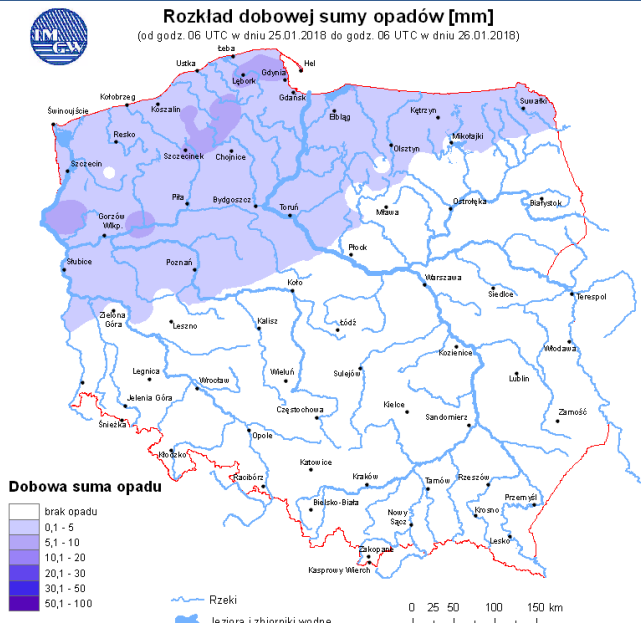 IM
GW
Rozkład dobowej sumy opadów [mm]
(od godz. 06 UTC w dniu 25.01.2018 do godz. 06 UTC w dniu 26.01.2018)
Łeba
Ustka
Hel
Gdynia
Lębork
Gdańsk
Kołobrzeg
Koszalin
Suwałki
Świnoujście
Elbląg
Kętrzyn
Resko
Mikołajki
Olsztyn
Szczecinek
Chojnice
Szczecin
Piła
Bydgoszcz
Toruń
Mława
Ostrołęka
Białystok
Gorzów
Wlkp.
Płock
Słubice
Poznań
Warszawa
Koło
Siedlce
Terespol
Zielona
Góra
Leszno
Kalisz
Łódź
Włodawa
Kozienice
Legnica
Wrocław
Wieluń
Sulejów
Lublin
Jelenia Góra
Częstochowa
Kielce
Sandomierz
Zamość
Śnieżka
Opole
Kłodzko
Katowice
Racibórz
Kraków
Tarnów
Rzeszów
Przemyśl
Bielsko-Biała
Nowy
Sącz
Krosno
Lesko
Zakopane
Kasprowy Wierch
Dobowa suma opadu
brak opadu
0,1 - 5
5,1 - 10
10,1 - 20
20,1 - 30
30,1 - 50
50,1 - 100
Rzeki
Jeziora i zbiorniki wodne
0 25 50 100 150 km